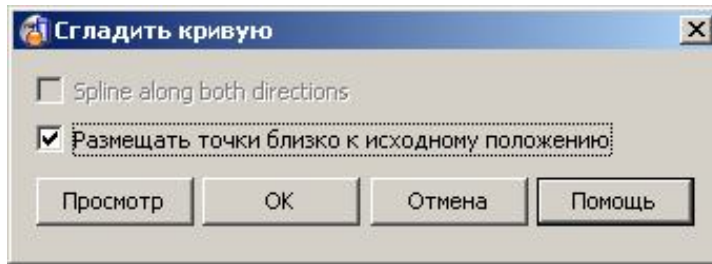 Сгладить кривую
Spline along both directions
Размещать точки близко к исходному положению
Просмотр OK Отмена Помощь